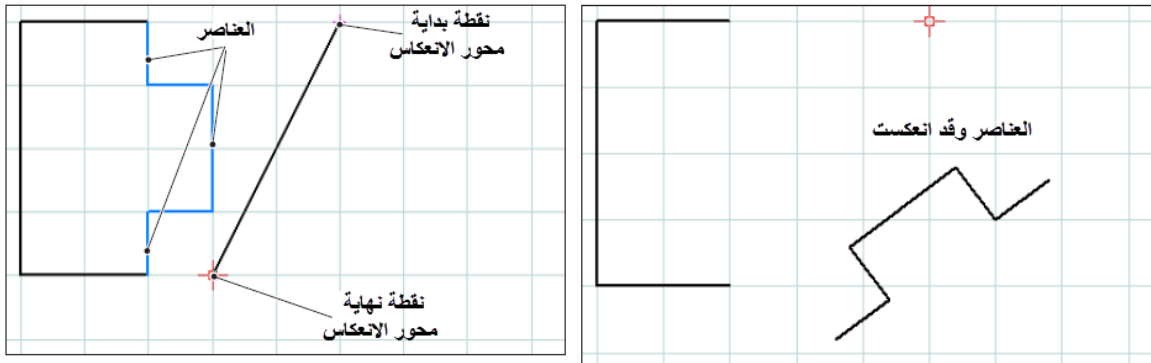 نقطة بداية
محور الانعكاس
العناصر
نقطة نهاية
محور الانعكاس
العناصر وقد انعكست